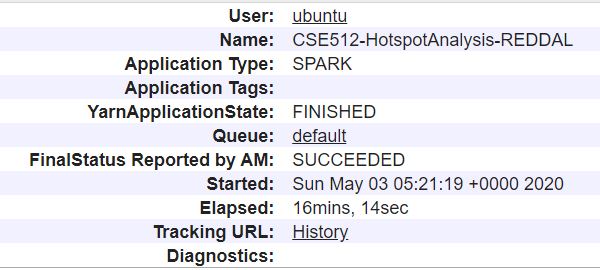 User: ubuntu
Name: CSE512-HotspotAnalysis-REDDAL
Application Type: SPARK
Application Tags:
YarnApplicationState: FINISHED
Queue: default
FinalStatus Reported by AM: SUCCEEDED
Started: Sun May 03 05:21:19 +0000 2020
Elapsed: 16mins, 14sec
Tracking URL: History
Diagnostics: